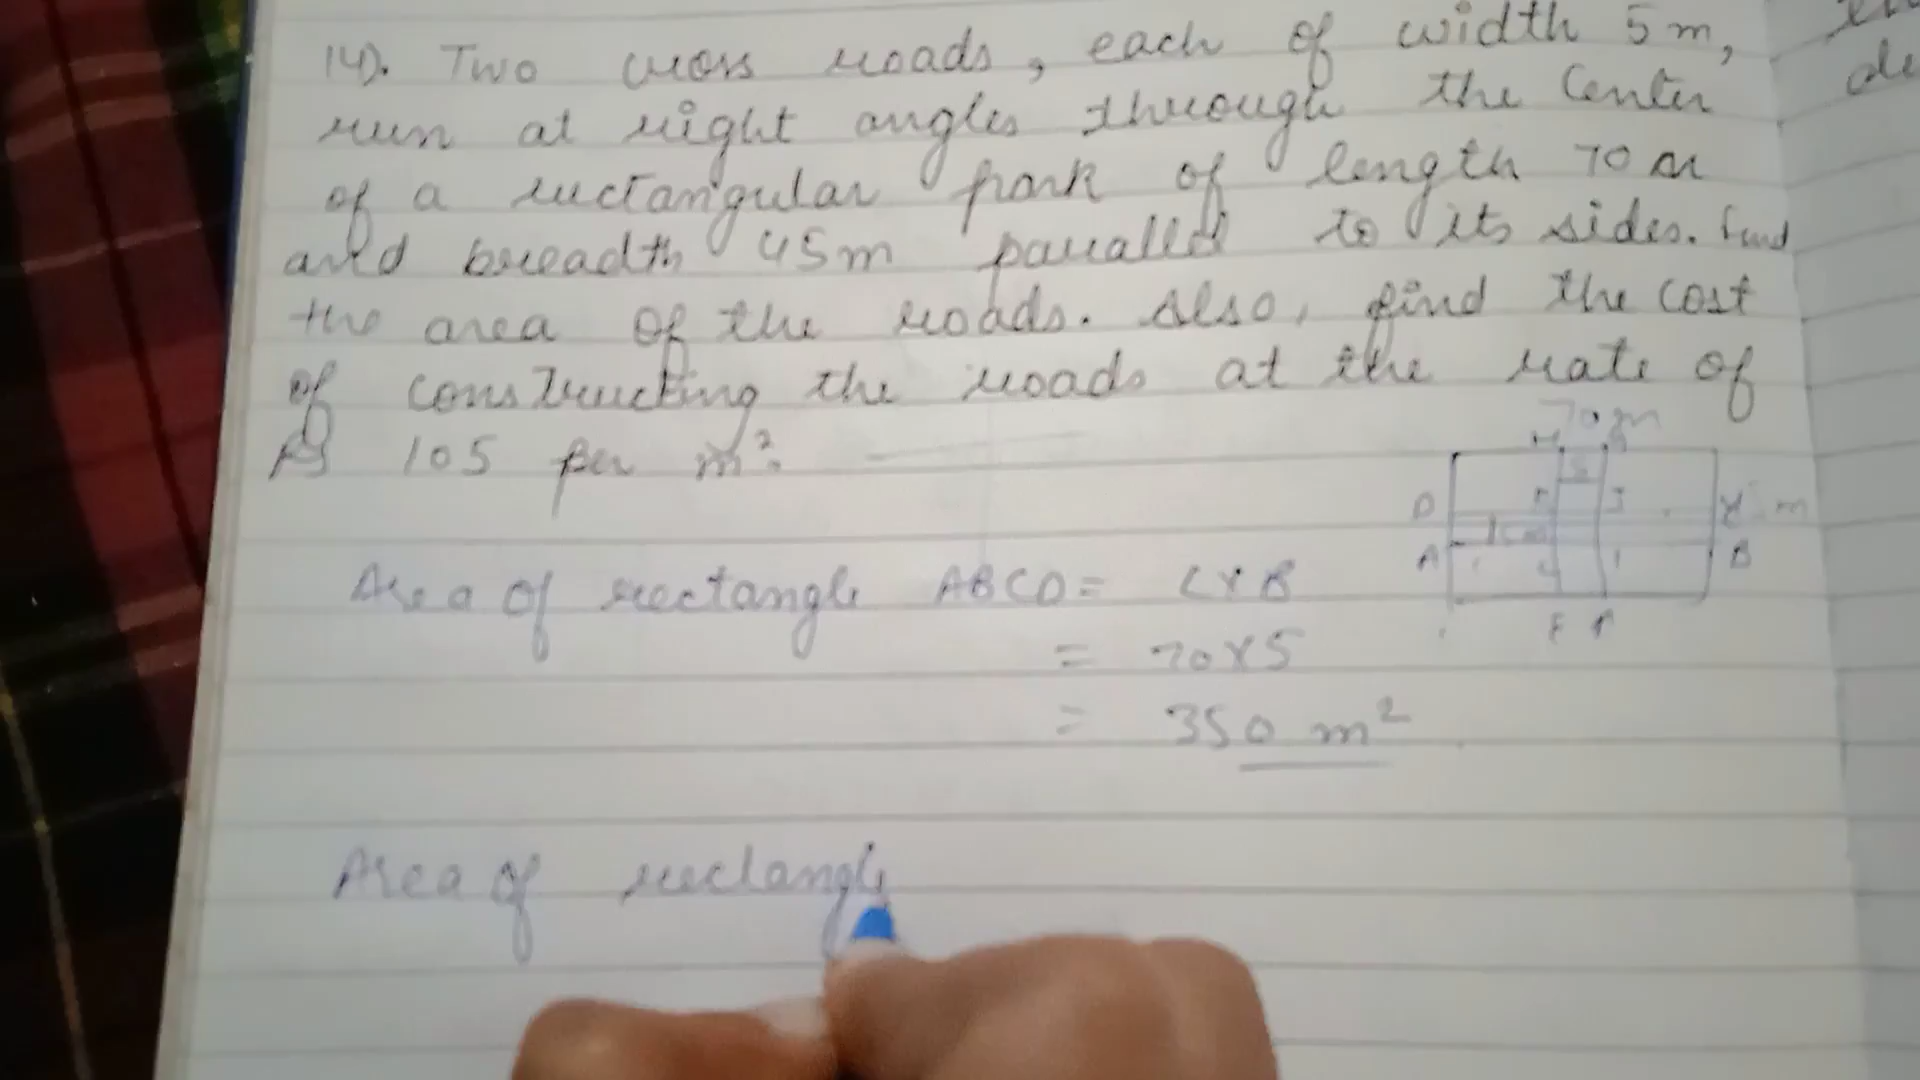 14). Two cross roads, each of width 5 m,
run at right angles through the Center
of a rectangular park of length 70 m
and breadth 45m parallel to its sides. Find
the area of the roads. Also, find the cost
of constructing the roads at the rate of
Rs 105 per m².
70 m
H G
5
D K J m
A L I B
E F
Area of rectangle ABCD = L x B
= 70 x 5
= 350 m²
Area of rectangle